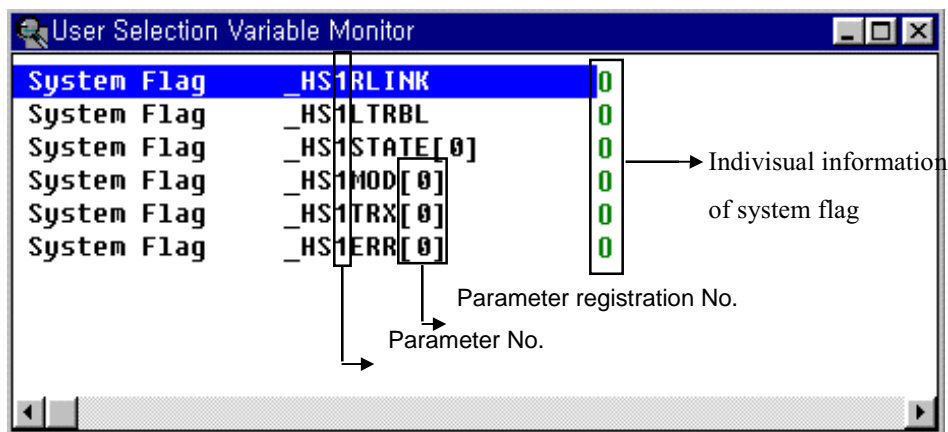 User Selection Variable Monitor
System Flag _HS1RLINK 0
System Flag _HS1LTRBL 0
System Flag _HS1STATE[0] 0
System Flag _HS1MOD[0] 0
System Flag _HS1TRX[0] 0
System Flag _HS1ERR[0] 0
Indivisual information
of system flag
Parameter registration No.
Parameter No.